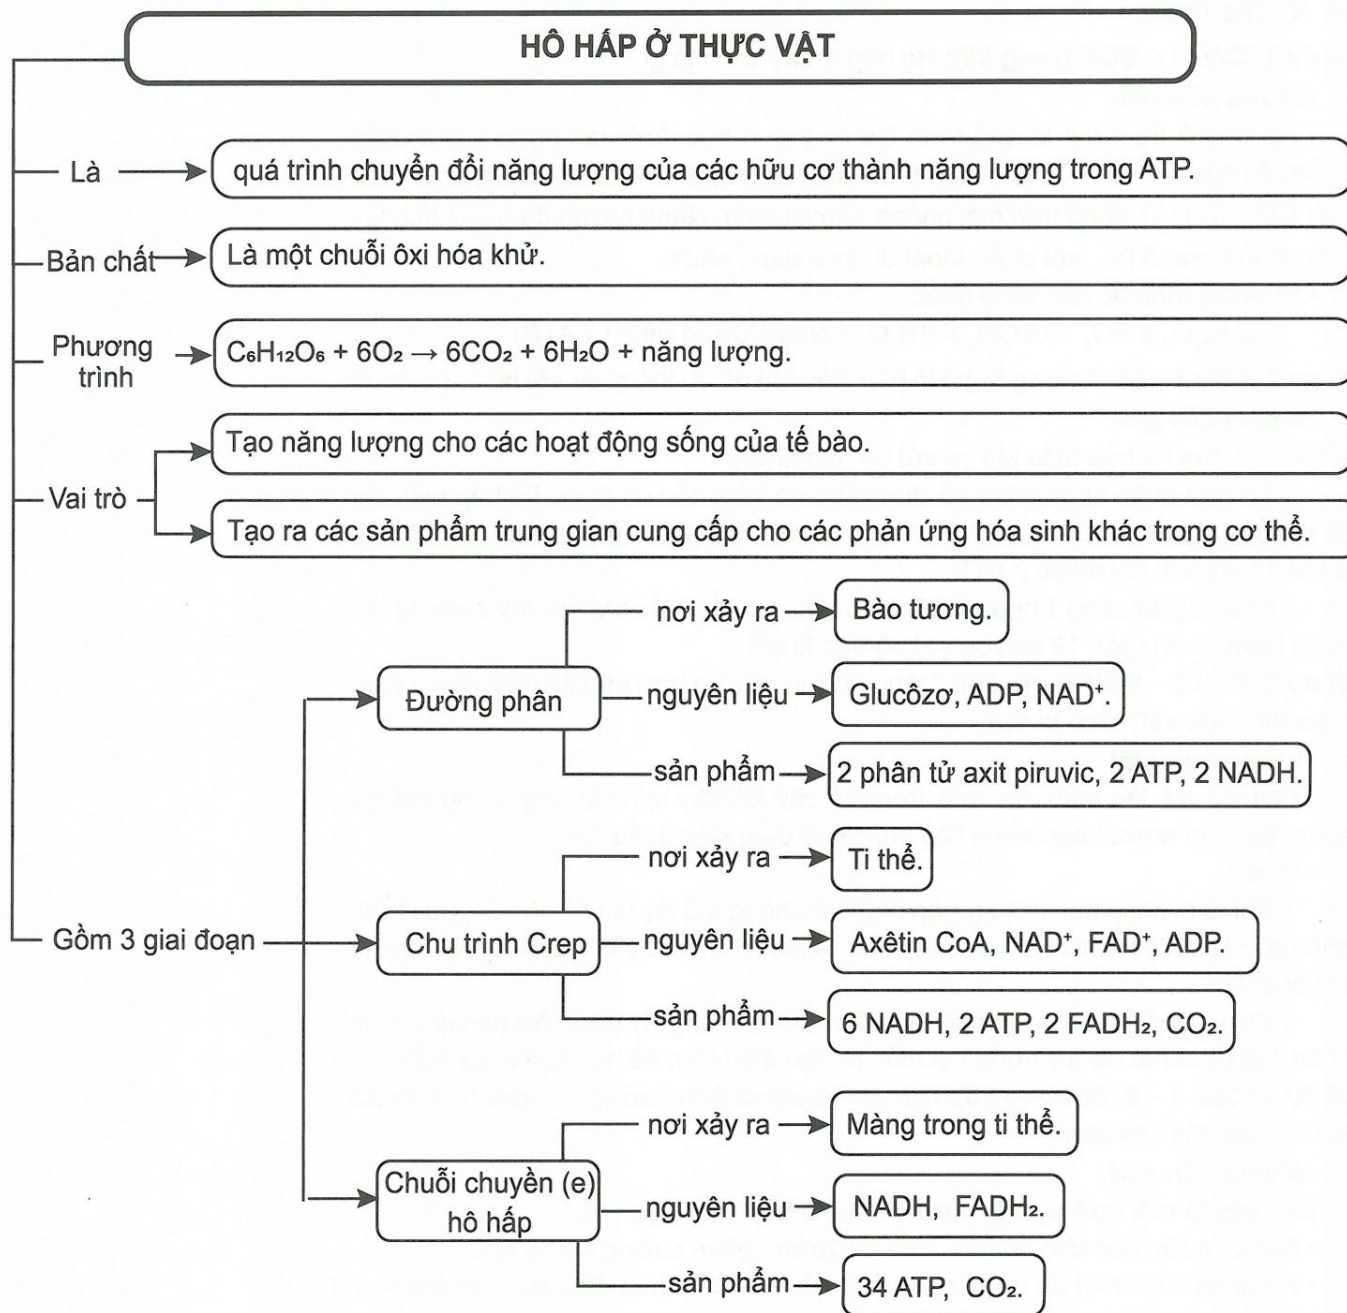 HÔ HẤP Ở THỰC VẬT
Là
quá trình chuyển đổi năng lượng của các hữu cơ thành năng lượng trong ATP.
Bản chất
Là một chuỗi ôxi hóa khử.
Phương
trình
C₆H₁₂O₆ + 6O₂ → 6CO₂ + 6H₂O + năng lượng.
Vai trò
Tạo năng lượng cho các hoạt động sống của tế bào.
Tạo ra các sản phẩm trung gian cung cấp cho các phản ứng hóa sinh khác trong cơ thể.
Gồm 3 giai đoạn
Đường phân
nơi xảy ra
Bào tương.
nguyên liệu
Glucôzơ, ADP, NAD⁺.
sản phẩm
2 phân tử axit piruvic, 2 ATP, 2 NADH.
Chu trình Crep
nơi xảy ra
Ti thể.
nguyên liệu
Axêtin CoA, NAD⁺, FAD⁺, ADP.
sản phẩm
6 NADH, 2 ATP, 2 FADH₂, CO₂.
Chuỗi chuyền (e)
hô hấp
nơi xảy ra
Màng trong ti thể.
nguyên liệu
NADH, FADH₂.
sản phẩm
34 ATP, CO₂.